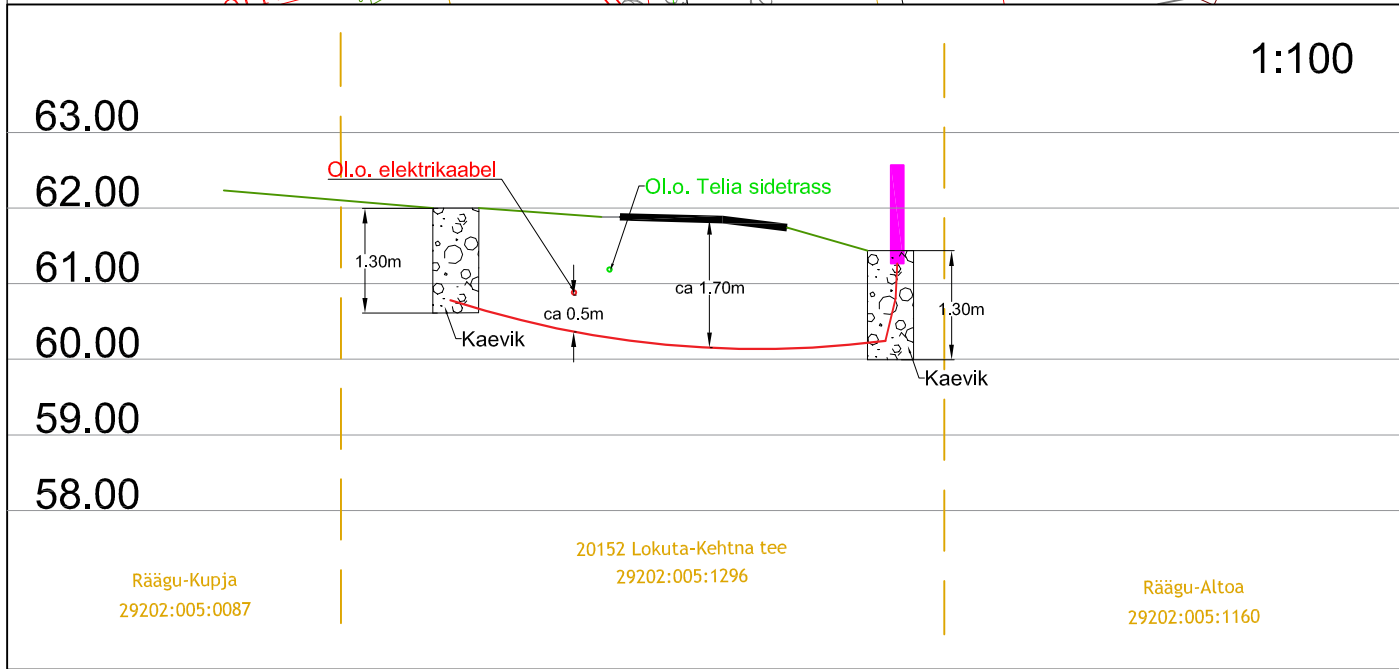 1:100
63.00
62.00
61.00
60.00
59.00
58.00
Ol.o. elektrikaabel
Ol.o. Telia sidetrass
1.30m
ca 0.5m
ca 1.70m
1.30m
Kaevik
Kaevik
20152 Lokuta-Kehtna tee
29202:005:1296
Räägu-Kupja
29202:005:0087
Räägu-Altoa
29202:005:1160